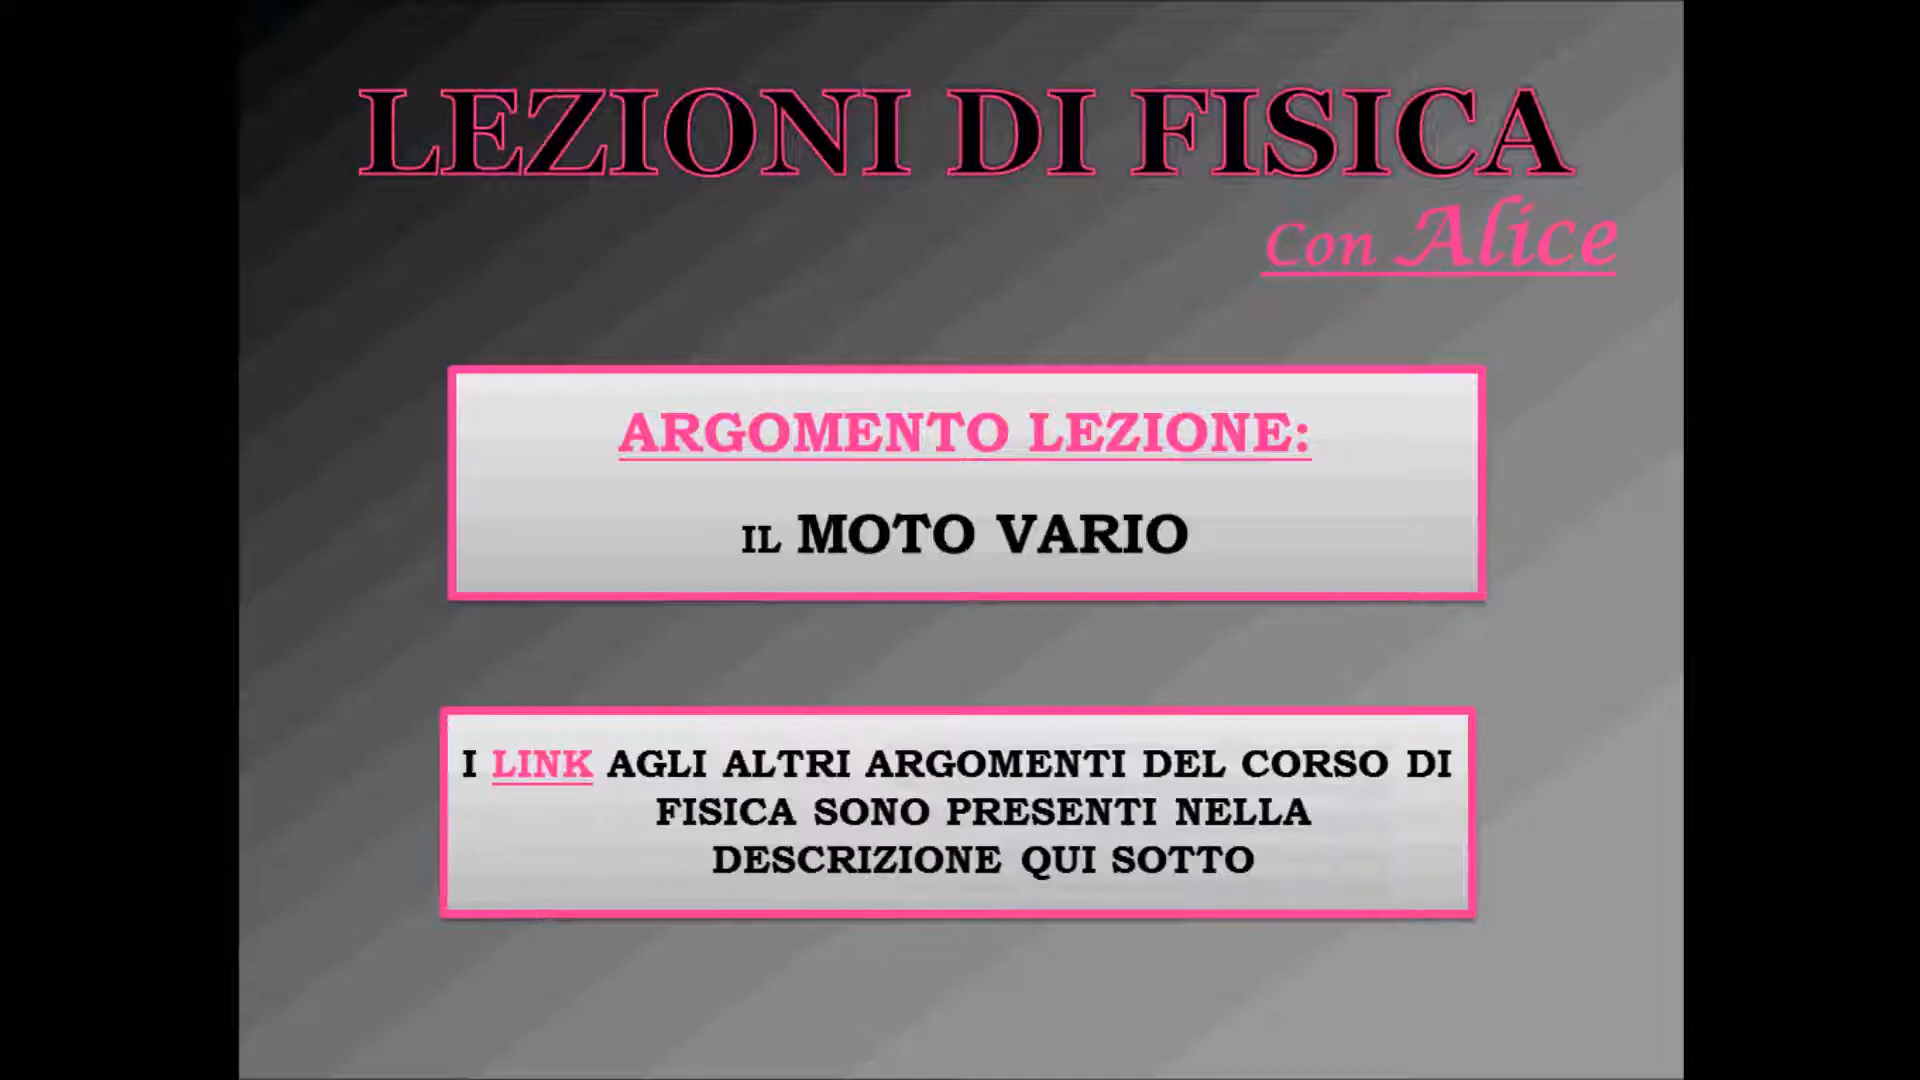 LEZIONI DI FISICA
Con Alice
ARGOMENTO LEZIONE:
IL MOTO VARIO
I LINK AGLI ALTRI ARGOMENTI DEL CORSO DI
FISICA SONO PRESENTI NELLA
DESCRIZIONE QUI SOTTO